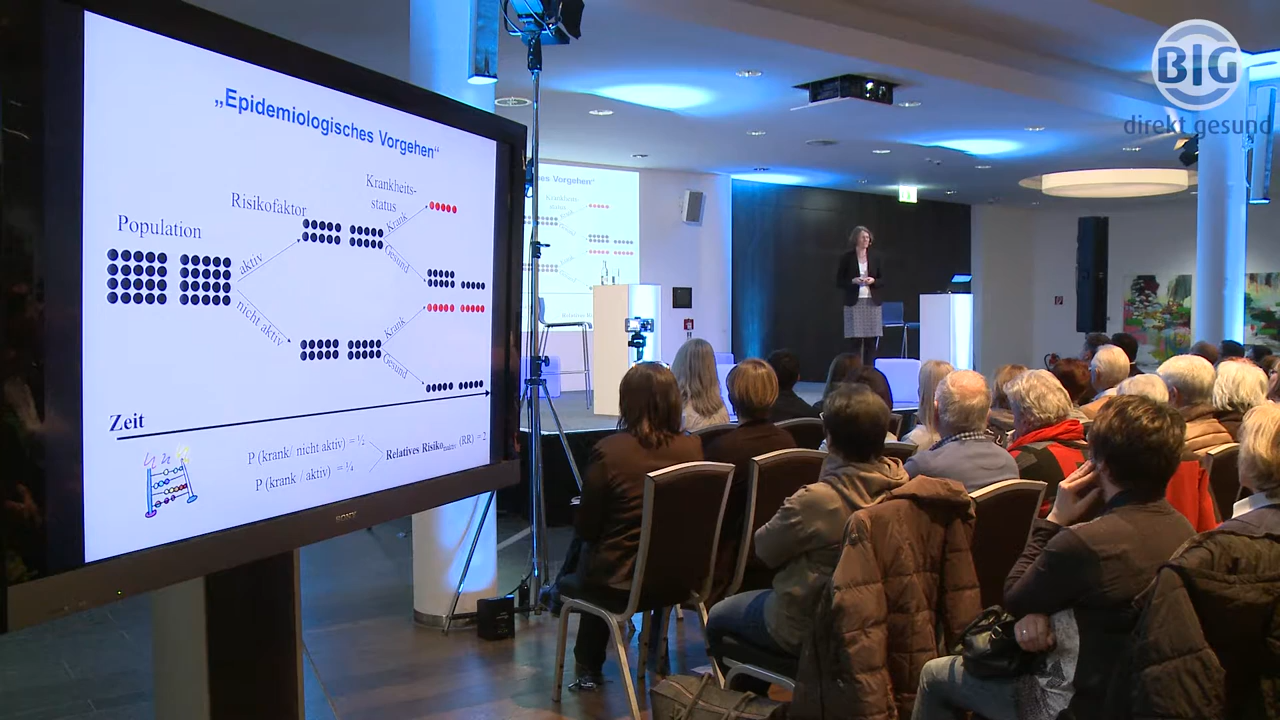 „Epidemiologisches Vorgehen“
Krankheits-
status
Risikofaktor
Population
Krank
aktiv
Gesund
nicht aktiv
Krank
Gesund
Zeit
P (krank/ nicht aktiv) = ½
P (krank / aktiv) = ¼
Relatives Risiko (RR) = 2
SONY
Vorgehen“
BIG
direkt gesund